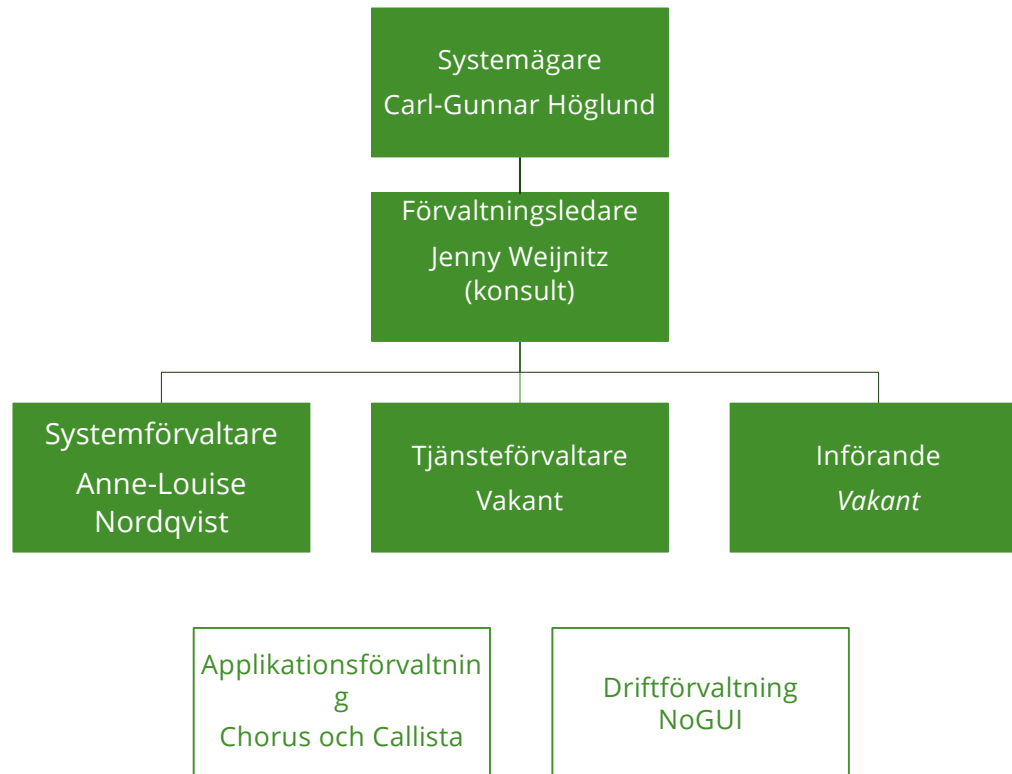 Systemägare
Carl-Gunnar Höglund
Förvaltningsledare
Jenny Weijnitz
(konsult)
Systemförvaltare
Anne-Louise
Nordqvist
Tjänsteförvaltare
Vakant
Införande
Vakant
Applikationsförvaltnin
g
Chorus och Callista
Driftförvaltning
NoGUI